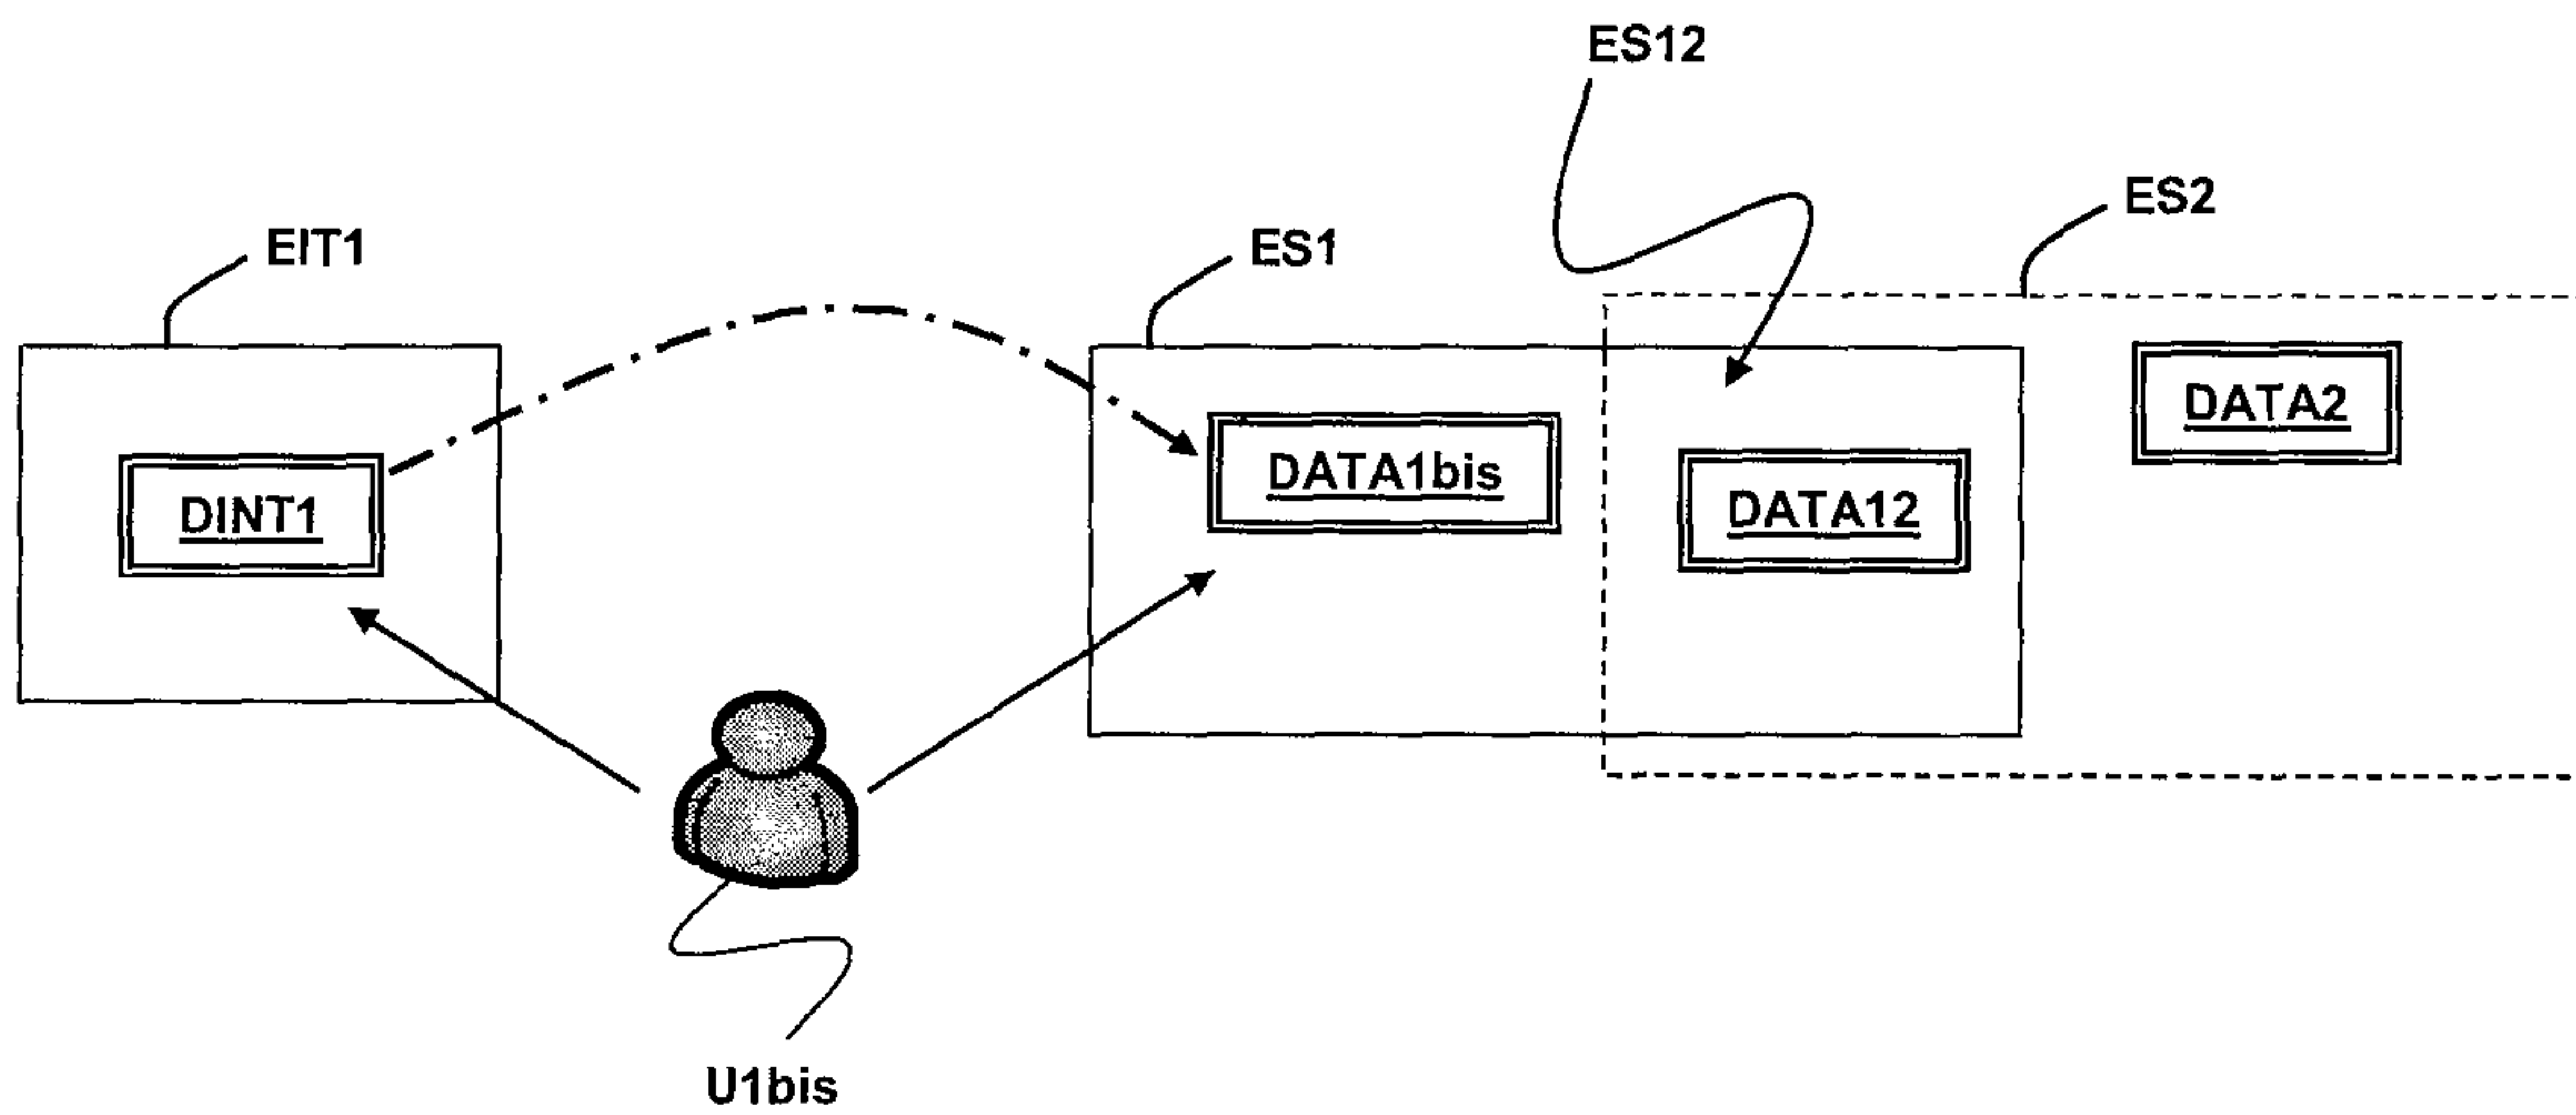 ES12
ES2
EIT1
ES1
DATA2
DATA1bis
DINT1
DATA12
U1bis